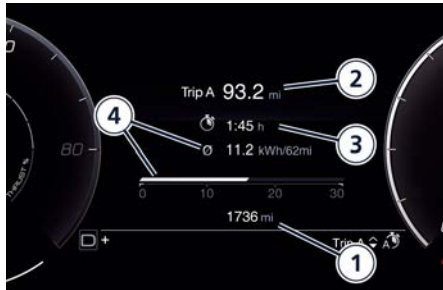 Trip A 93.2 mi
2
1:45 h
3
4
Ø 11.2 kWh/62mi
80
THRUST %
0 10 20 30
1736 mi
1
D +
Trip A
A